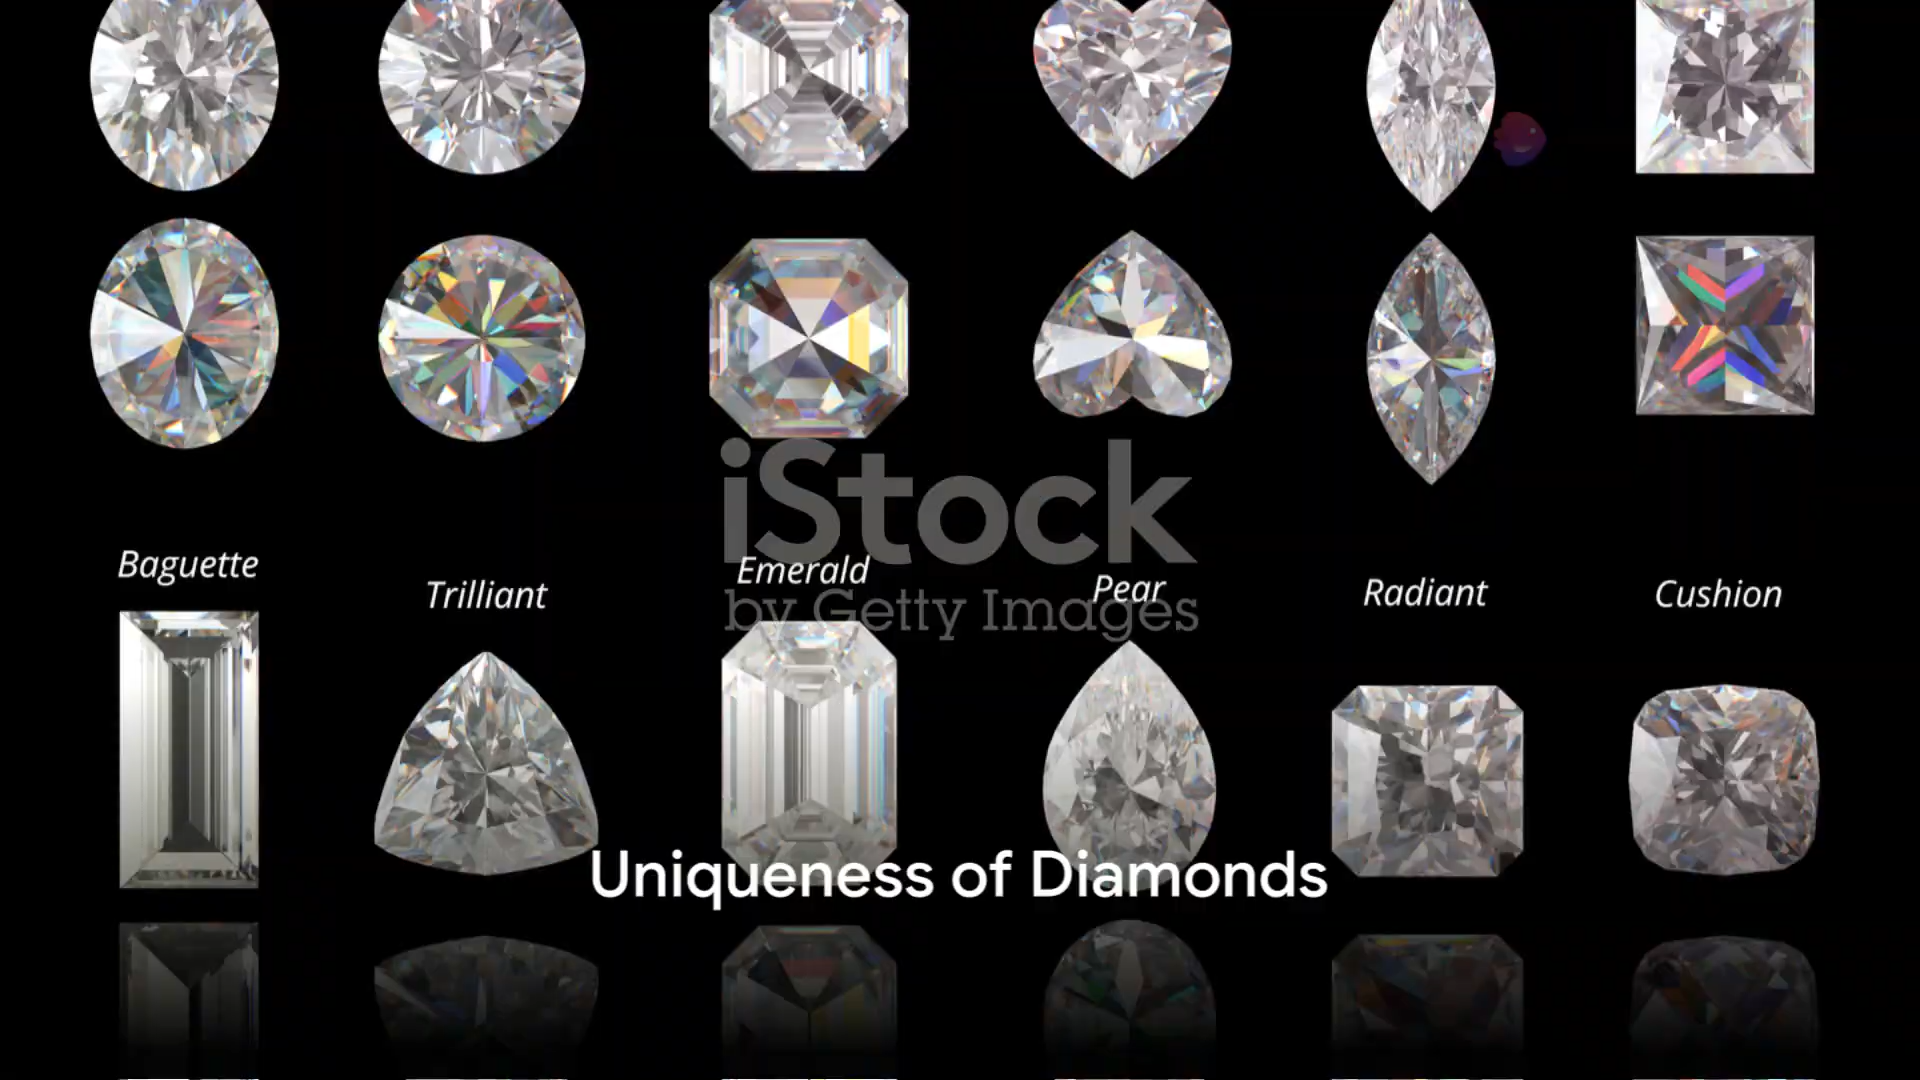 iStock
by Getty Images
Baguette
Trilliant
Emerald
Pear
Radiant
Cushion
Uniqueness of Diamonds